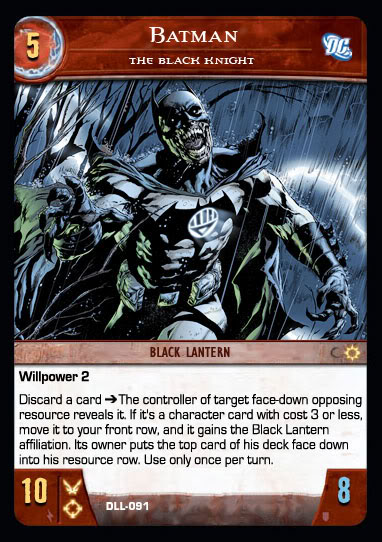 5
BATMAN
THE BLACK KNIGHT
DC
BLACK LANTERN
Willpower 2
Discard a card ➔ The controller of target face-down opposing
resource reveals it. If it's a character card with cost 3 or less,
move it to your front row, and it gains the Black Lantern
affiliation. Its owner puts the top card of his deck face down
into his resource row. Use only once per turn.
10
DLL-091
8